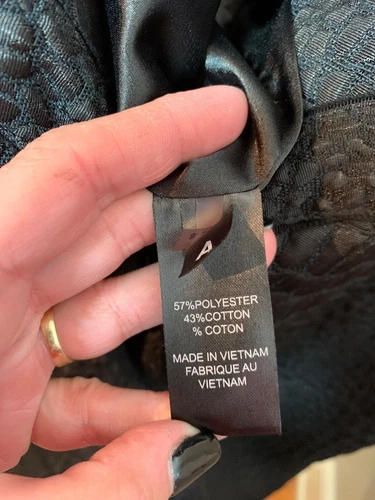 A
57%POLYESTER
43%COTTON
% COTON
MADE IN VIETNAM
FABRIQUE AU
VIETNAM